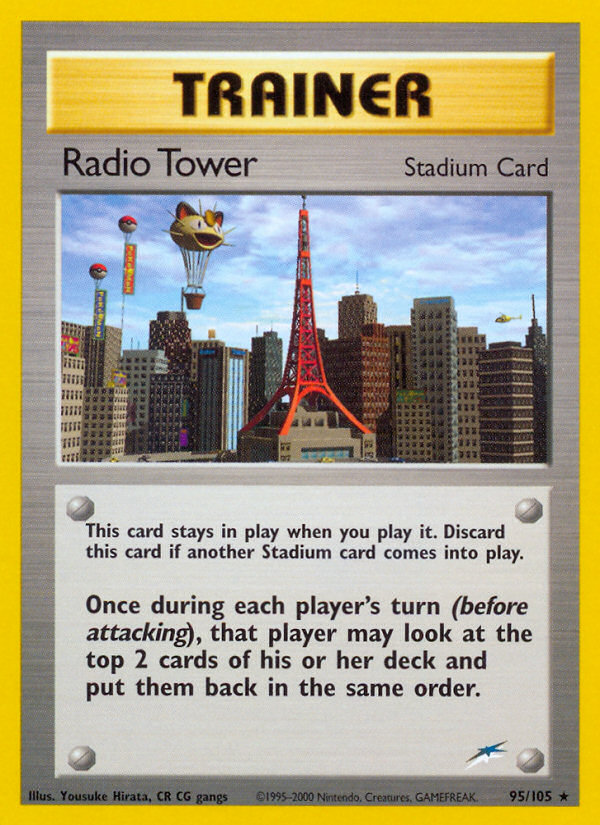 TRAINER
Radio Tower
Stadium Card
This card stays in play when you play it. Discard
this card if another Stadium card comes into play.
Once during each player's turn (before
attacking), that player may look at the
top 2 cards of his or her deck and
put them back in the same order.
Illus. Yousuke Hirata, CR CG gangs
©1995–2000 Nintendo, Creatures, GAMEFREAK.
95/105 ★